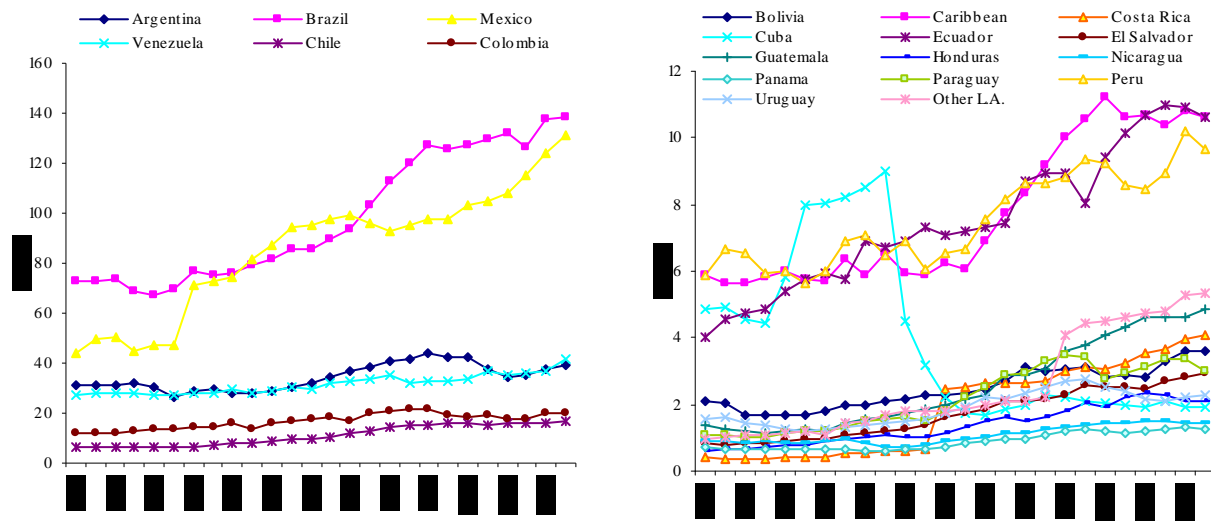 Argentina Brazil Mexico
Venezuela Chile Colombia
160
140
120
100
80
60
40
20
0
Bolivia Caribbean Costa Rica
Cuba Ecuador El Salvador
Guatemala Honduras Nicaragua
Panama Paraguay Peru
Uruguay Other L.A.
12
10
8
6
4
2
0